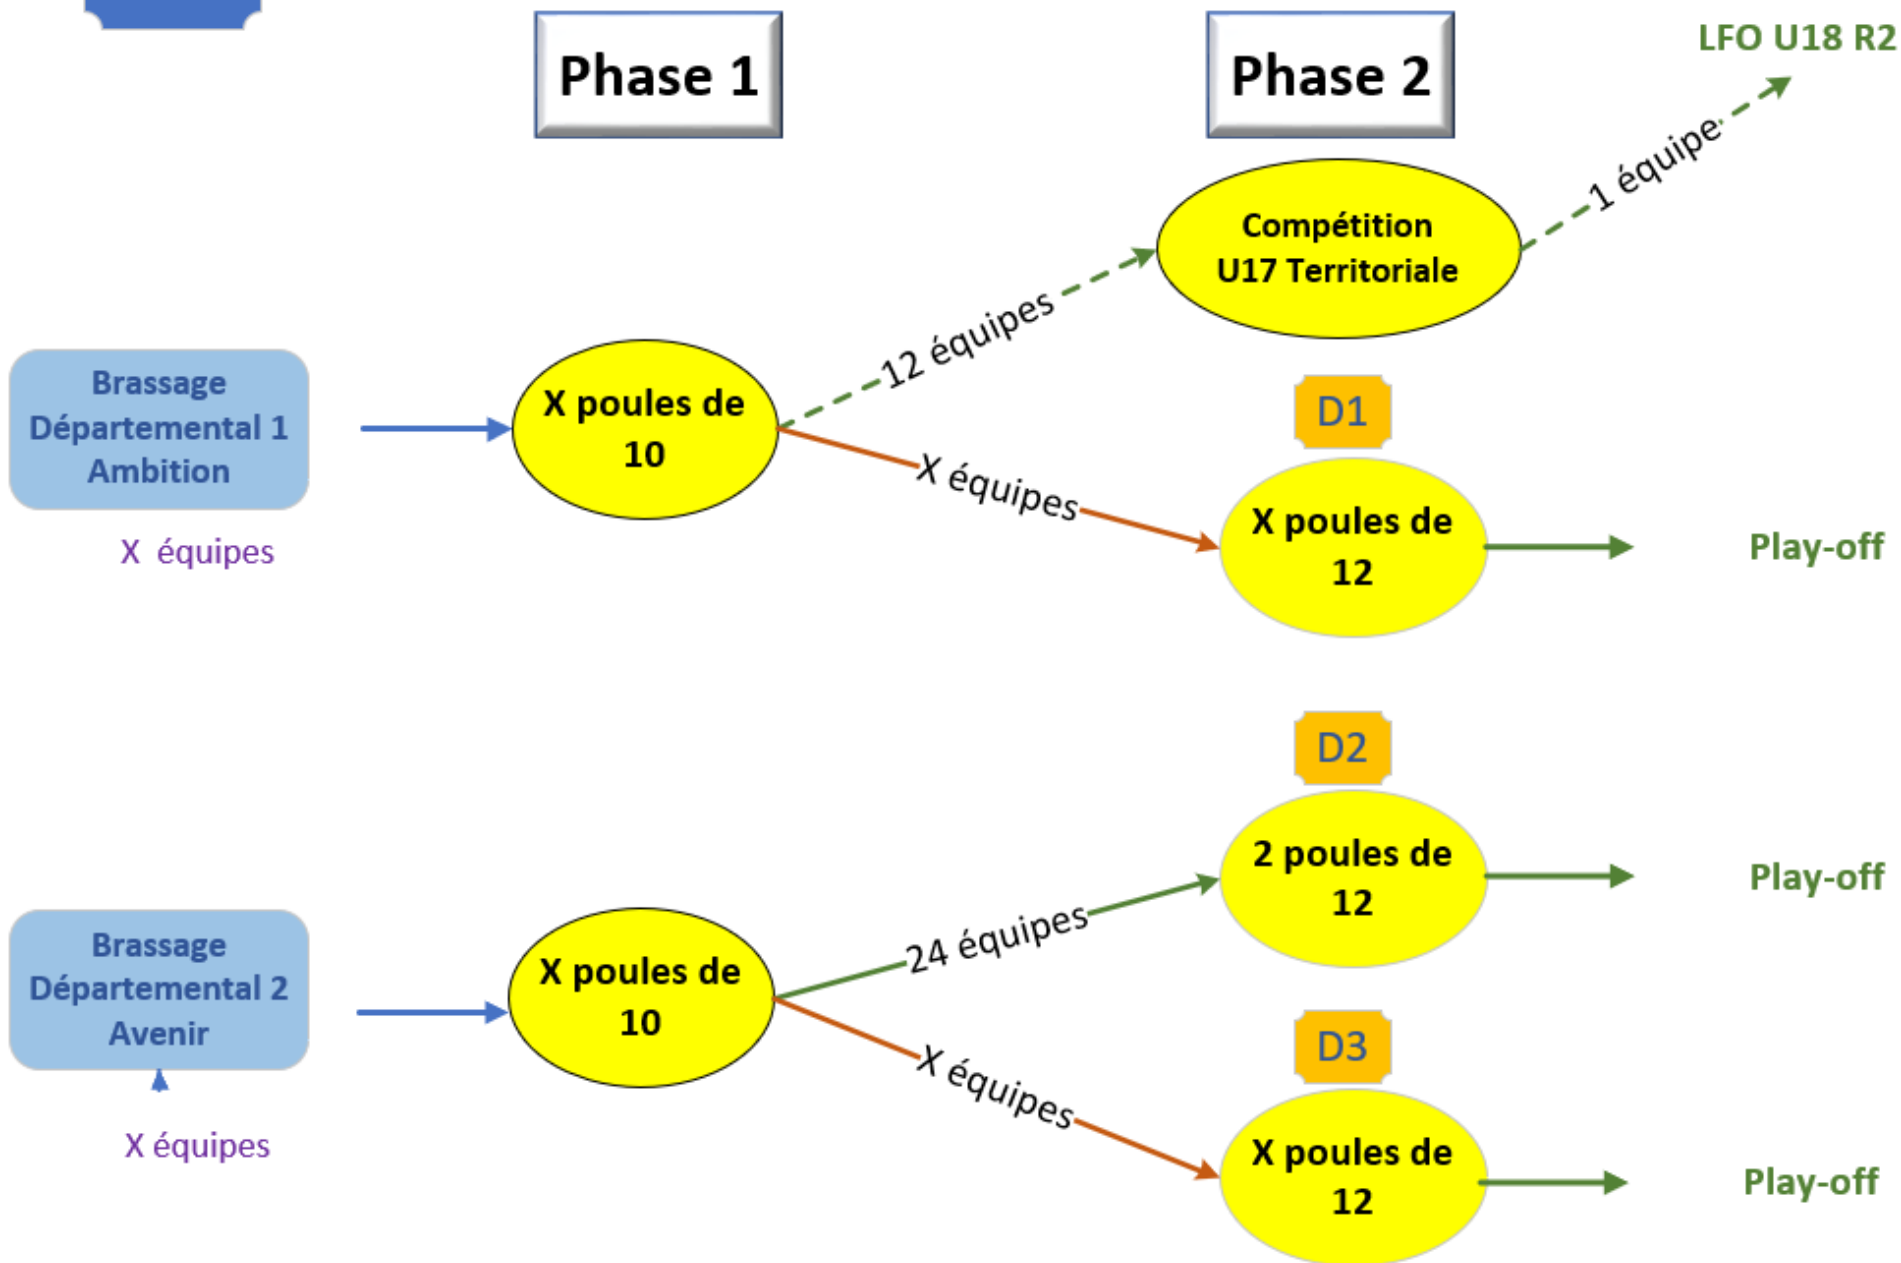 Phase 1
Phase 2
LFO U18 R2
1 équipe
Compétition
U17 Territoriale
12 équipes
Brassage
Départemental 1
Ambition
X équipes
X poules de
10
X équipes
D1
X poules de
12
Play-off
D2
2 poules de
12
Play-off
24 équipes
Brassage
Départemental 2
Avenir
X équipes
X poules de
10
X équipes
D3
X poules de
12
Play-off